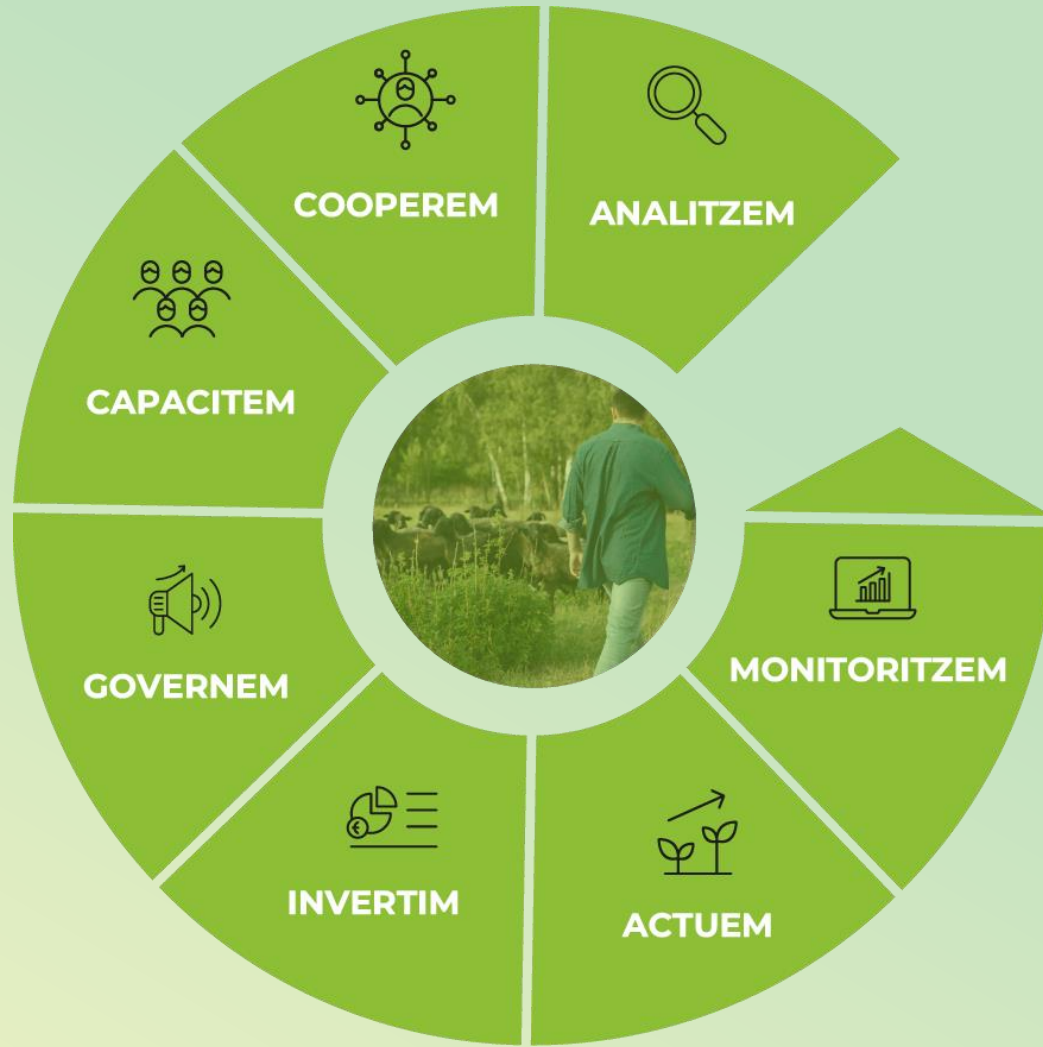 ANALITZEM
COOPEREM
CAPACITEM
GOVERNEM
INVERTIM
ACTUEM
MONITORITZEM